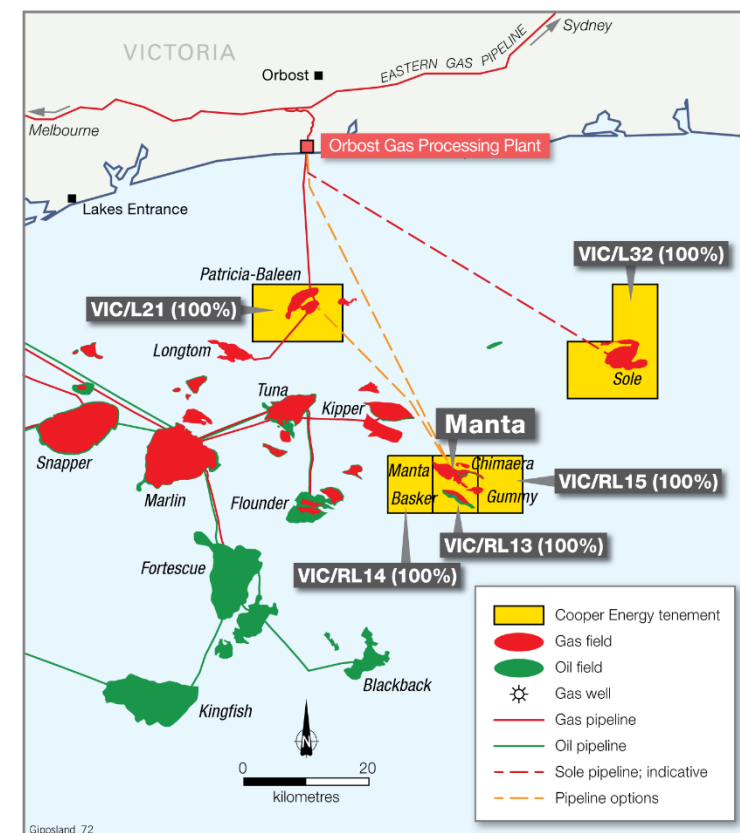 Sydney
VICTORIA
Orbost
EASTERN GAS PIPELINE
Melbourne
Orbost Gas Processing Plant
Lakes Entrance
VIC/L32 (100%)
Patricia-Baleen
VIC/L21 (100%)
Longtom
Sole
Tuna
Kipper
Manta
Snapper
Marlin
Flounder
Manta
Chimaera
Basker
Gummy
VIC/RL15 (100%)
VIC/RL13 (100%)
VIC/RL14 (100%)
Fortescue
Kingfish
Blackback
N
0
20
kilometres
Cooper Energy tenement
Gas field
Oil field
Gas well
Gas pipeline
Oil pipeline
Sole pipeline; indicative
Pipeline options
Gippsland_72